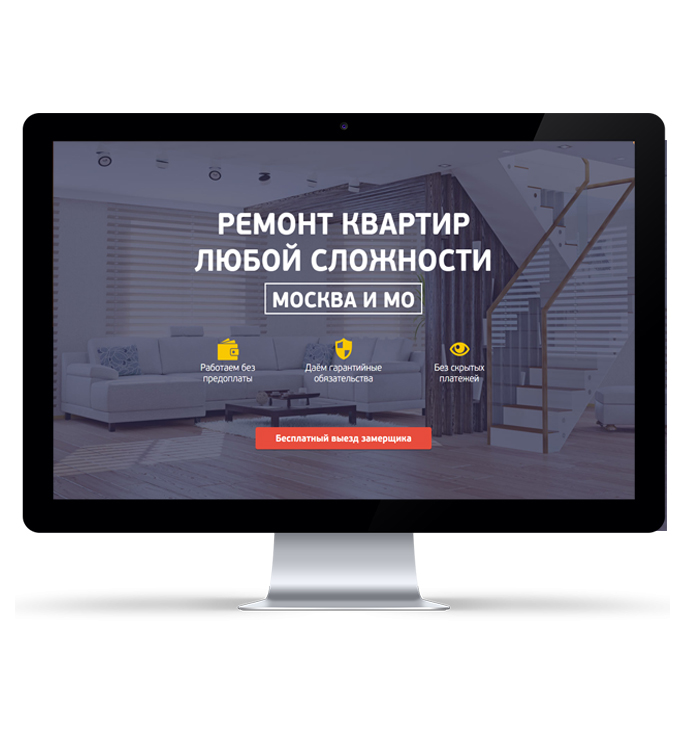 РЕМОНТ КВАРТИР
ЛЮБОЙ СЛОЖНОСТИ
МОСКВА И МО
Работаем без
предоплаты
Даём гарантийные
обязательства
Без скрытых
платежей
Бесплатный выезд замерщика